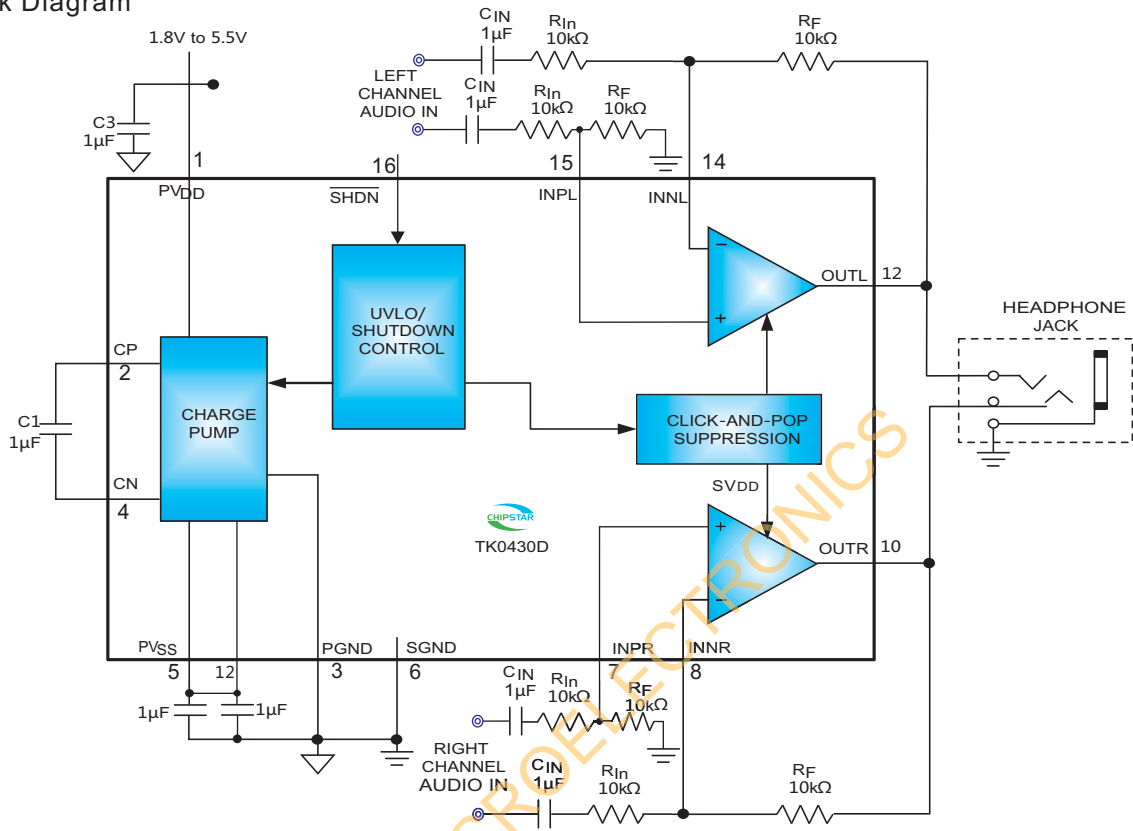 k Diagram
1.8V to 5.5V
C3
1µF
1
PVDD
CIN
1µF
RIn
10kΩ
RF
10kΩ
LEFT
CHANNEL
AUDIO IN
CIN
1µF
RIn
10kΩ
RF
10kΩ
16
SHDN
15
INPL
14
INNL
UVLO/
SHUTDOWN
CONTROL
−
+
OUTL
12
HEADPHONE
JACK
CP
2
C1
1µF
CN
4
CHARGE
PUMP
CLICK-AND-POP
SUPPRESSION
SVDD
CHIPSTAR
TK0430D
+
−
OUTR
10
PVSS
5
12
PGND
3
SGND
6
INPR
7
INNR
8
1µF
1µF
CIN
1µF
RIn
10kΩ
RF
10kΩ
RIGHT
CHANNEL
AUDIO IN
CIN
1µF
RIn
10kΩ
RF
10kΩ
CROELECTRONICS